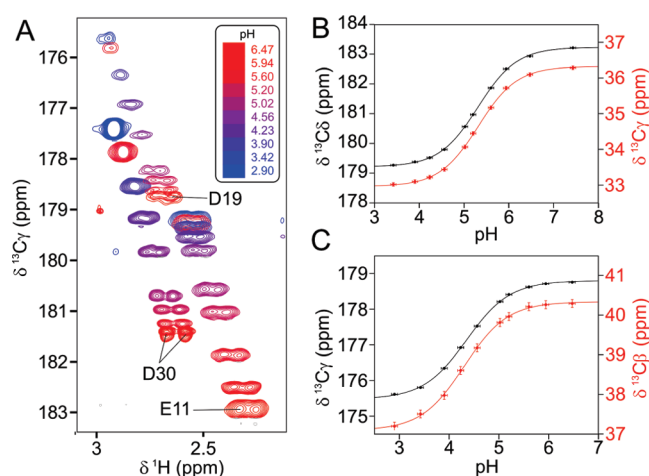 A
pH
6.47
5.94
5.60
5.20
5.02
4.56
4.23
3.90
3.42
2.90
176
177
178
179
180
181
182
183
δ ¹³Cγ (ppm)
D19
D30
E11
3
2.5
δ ¹H (ppm)
B
184
183
182
181
180
179
178
δ ¹³Cδ (ppm)
37
36
35
34
33
δ ¹³Cγ (ppm)
3 4 5 6 7 8
pH
C
179
178
177
176
175
δ ¹³Cγ (ppm)
41
40
39
38
37
δ ¹³Cβ (ppm)
3 4 5 6 7
pH